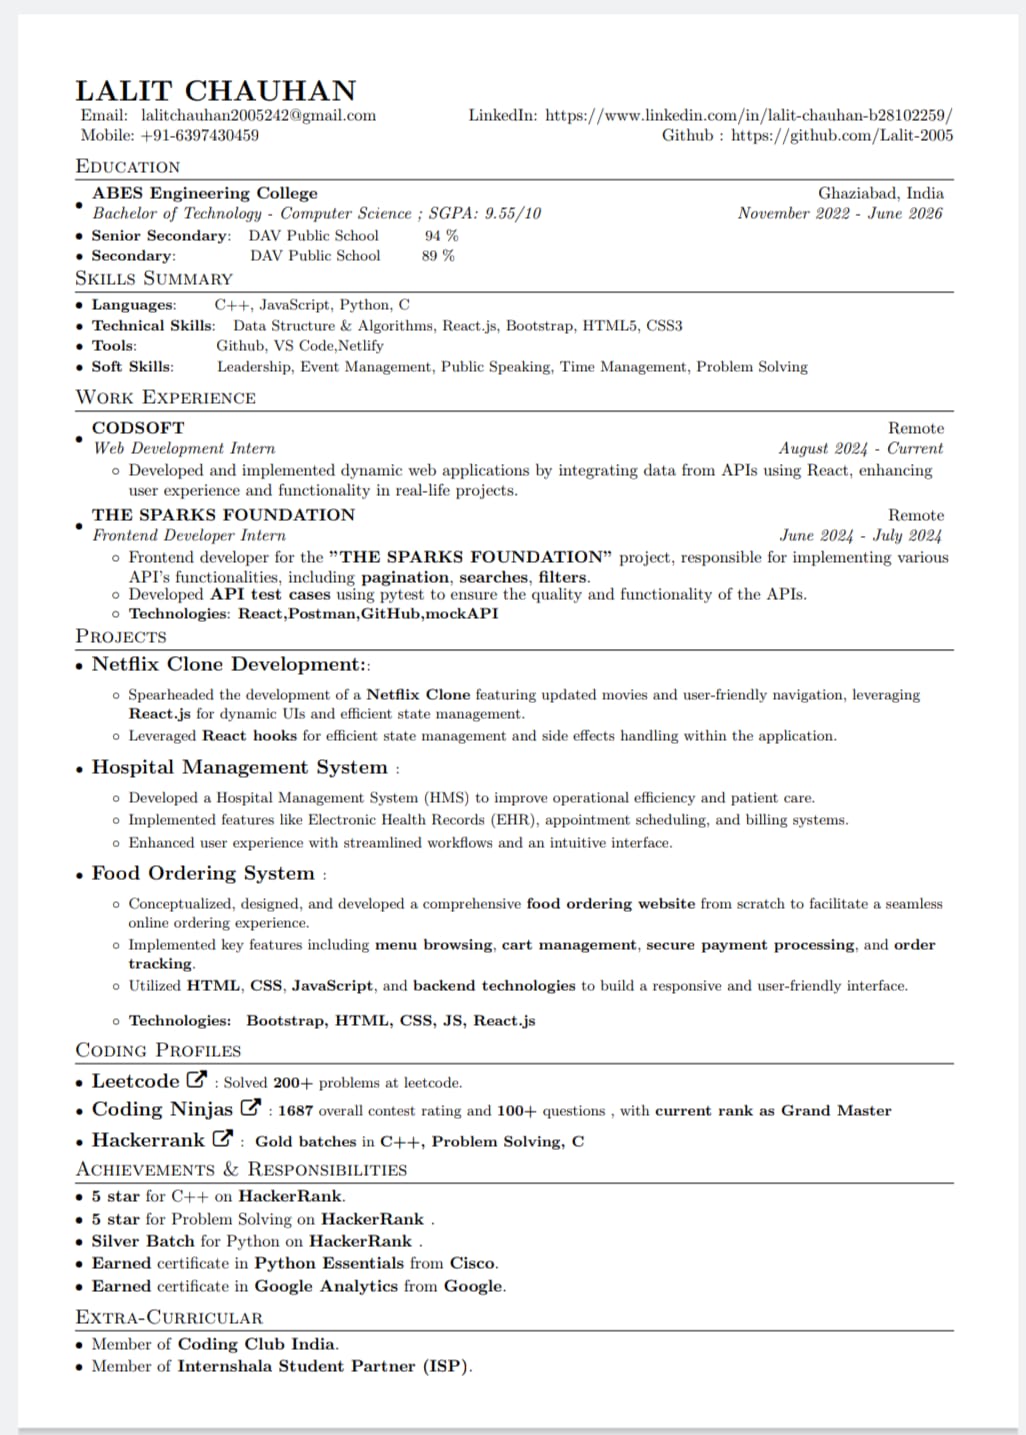 LALIT CHAUHAN
Email: lalitchauhan2005242@gmail.com LinkedIn: https://www.linkedin.com/in/lalit-chauhan-b28102259/
Mobile: +91-6397430459 Github : https://github.com/Lalit-2005
EDUCATION
• ABES Engineering College Ghaziabad, India
Bachelor of Technology - Computer Science ; SGPA: 9.55/10 November 2022 - June 2026
• Senior Secondary: DAV Public School 94 %
• Secondary: DAV Public School 89 %
SKILLS SUMMARY
• Languages: C++, JavaScript, Python, C
• Technical Skills: Data Structure & Algorithms, React.js, Bootstrap, HTML5, CSS3
• Tools: Github, VS Code,Netlify
• Soft Skills: Leadership, Event Management, Public Speaking, Time Management, Problem Solving
WORK EXPERIENCE
• CODSOFT Remote
Web Development Intern August 2024 - Current
◦ Developed and implemented dynamic web applications by integrating data from APIs using React, enhancing
user experience and functionality in real-life projects.
• THE SPARKS FOUNDATION Remote
Frontend Developer Intern June 2024 - July 2024
◦ Frontend developer for the ”THE SPARKS FOUNDATION” project, responsible for implementing various
API's functionalities, including pagination, searches, filters.
◦ Developed API test cases using pytest to ensure the quality and functionality of the APIs.
◦ Technologies: React,Postman,GitHub,mockAPI
PROJECTS
• Netflix Clone Development::
◦ Spearheaded the development of a Netflix Clone featuring updated movies and user-friendly navigation, leveraging
React.js for dynamic UIs and efficient state management.
◦ Leveraged React hooks for efficient state management and side effects handling within the application.
• Hospital Management System :
◦ Developed a Hospital Management System (HMS) to improve operational efficiency and patient care.
◦ Implemented features like Electronic Health Records (EHR), appointment scheduling, and billing systems.
◦ Enhanced user experience with streamlined workflows and an intuitive interface.
• Food Ordering System :
◦ Conceptualized, designed, and developed a comprehensive food ordering website from scratch to facilitate a seamless
online ordering experience.
◦ Implemented key features including menu browsing, cart management, secure payment processing, and order
tracking.
◦ Utilized HTML, CSS, JavaScript, and backend technologies to build a responsive and user-friendly interface.
◦ Technologies: Bootstrap, HTML, CSS, JS, React.js
CODING PROFILES
• Leetcode : Solved 200+ problems at leetcode.
• Coding Ninjas : 1687 overall contest rating and 100+ questions , with current rank as Grand Master
• Hackerrank : Gold batches in C++, Problem Solving, C
ACHIEVEMENTS & RESPONSIBILITIES
• 5 star for C++ on HackerRank.
• 5 star for Problem Solving on HackerRank .
• Silver Batch for Python on HackerRank .
• Earned certificate in Python Essentials from Cisco.
• Earned certificate in Google Analytics from Google.
EXTRA-CURRICULAR
• Member of Coding Club India.
• Member of Internshala Student Partner (ISP).